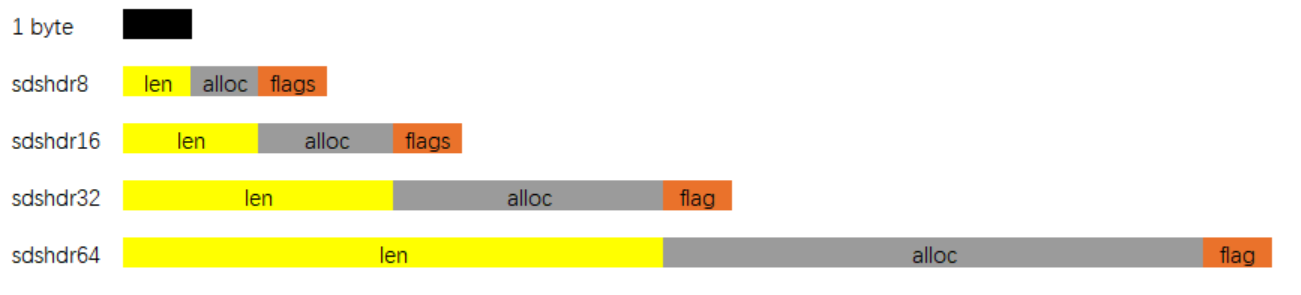 1 byte
sdshdr8 len alloc flags
sdshdr16 len alloc flags
sdshdr32 len alloc flag
sdshdr64 len alloc flag